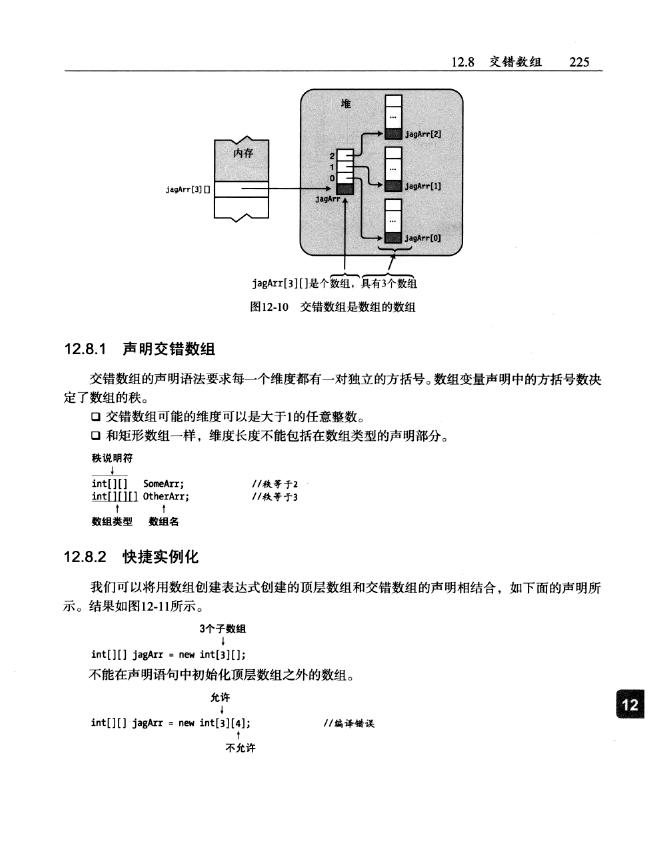 12.8 交错数组 225
堆
jagArr[2]
内存
2
1
0
jagArr[3][]
jagArr[1]
jagArr
jagArr[0]
jagArr[3][]是个数组，具有3个数组
图12-10 交错数组是数组的数组
12.8.1 声明交错数组
交错数组的声明语法要求每一个维度都有一对独立的方括号。数组变量声明中的方括号数决
定了数组的秩。
交错数组可能的维度可以是大于1的任意整数。
和矩形数组一样，维度长度不能包括在数组类型的声明部分。
秩说明符
int[][] SomeArr; //秩等于2
int[][][] OtherArr; //秩等于3
数组类型 数组名
12.8.2 快捷实例化
我们可以将用数组创建表达式创建的顶层数组和交错数组的声明相结合，如下面的声明所
示。结果如图12-11所示。
3个子数组
int[][] jagArr = new int[3][];
不能在声明语句中初始化顶层数组之外的数组。
允许
int[][] jagArr = new int[3][4]; //编译错误
不允许
12